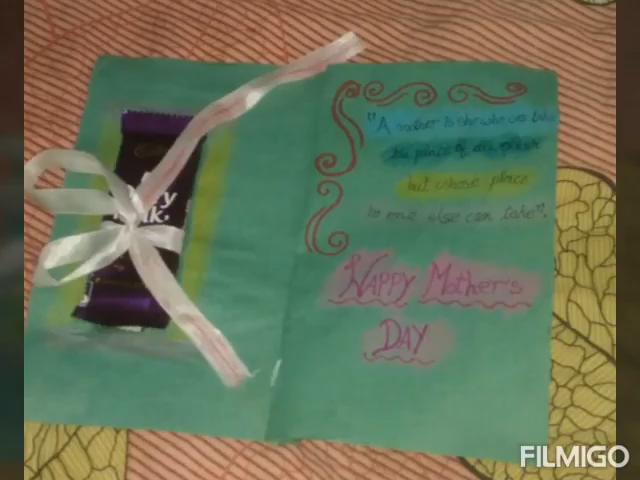 "A mother is she who can take
the place of all others
but whose place
no one else can take".
HAPPY MOTHER'S
DAY
FILMIGO